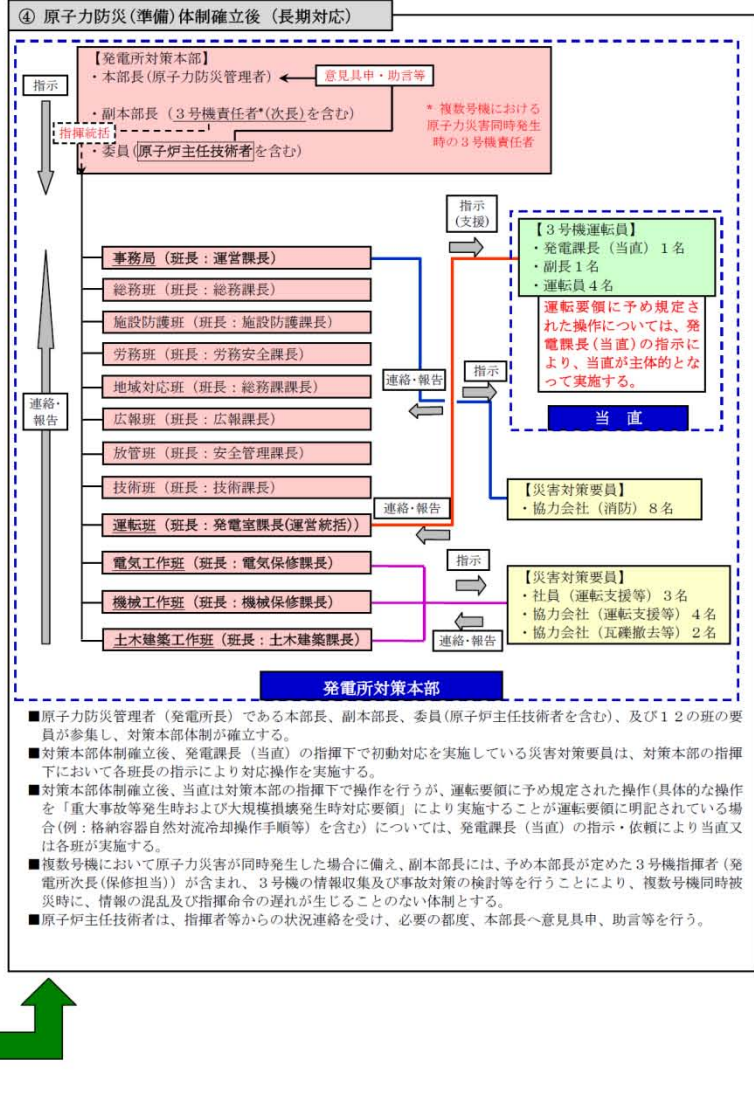 ④ 原子力防災(準備)体制確立後（長期対応）
【発電所対策本部】
・本部長(原子力防災管理者)
意見具申・助言等
指示
・副本部長（３号機責任者*(次長)を含む）
指揮統括
・委員(原子炉主任技術者を含む)
* 複数号機における
原子力災害同時発生
時の３号機責任者
連絡・
報告
事務局（班長：運営課長）
総務班（班長：総務課長）
施設防護班（班長：施設防護課長）
労務班（班長：労務安全課長）
地域対応班（班長：総務課課長）
広報班（班長：広報課長）
放管班（班長：安全管理課長）
技術班（班長：技術課長）
運転班（班長：発電室課長(運営統括)）
電気工作班（班長：電気保修課長）
機械工作班（班長：機械保修課長）
土木建築工作班（班長：土木建築課長）
指示
(支援)
【３号機運転員】
・発電課長（当直）１名
・副長１名
・運転員４名
運転要領に予め規定さ
れた操作については、発
電課長(当直)の指示に
より、当直が主体的とな
って実施する。
当　直
連絡・報告
指示
【災害対策要員】
・協力会社（消防）８名
連絡・報告
指示
【災害対策要員】
・社員（運転支援等）３名
・協力会社（運転支援等）４名
・協力会社（瓦礫撤去等）２名
連絡・報告
発電所対策本部
■原子力防災管理者（発電所長）である本部長、副本部長、委員(原子炉主任技術者を含む)、及び１２の班の要
員が参集し、対策本部体制が確立する。
■対策本部体制確立後、発電課長（当直）の指揮下で初動対応を実施している災害対策要員は、対策本部の指揮
下において各班長の指示により対応操作を実施する。
■対策本部体制確立後、当直は対策本部の指揮下で操作を行うが、運転要領に予め規定された操作(具体的な操作
を「重大事故等発生時および大規模損壊発生時対応要領」により実施することが運転要領に明記されている場
合(例：格納容器自然対流冷却操作手順等）を含む）については、発電課長（当直）の指示・依頼により当直又
は各班が実施する。
■複数号機において原子力災害が同時発生した場合に備え、副本部長には、予め本部長が定めた３号機指揮者（発
電所次長(保修担当)）が含まれ、３号機の情報収集及び事故対策の検討等を行うことにより、複数号機同時被
災時に、情報の混乱及び指揮命令の遅れが生じることのない体制とする。
■原子炉主任技術者は、指揮者等からの状況連絡を受け、必要の都度、本部長へ意見具申、助言等を行う。